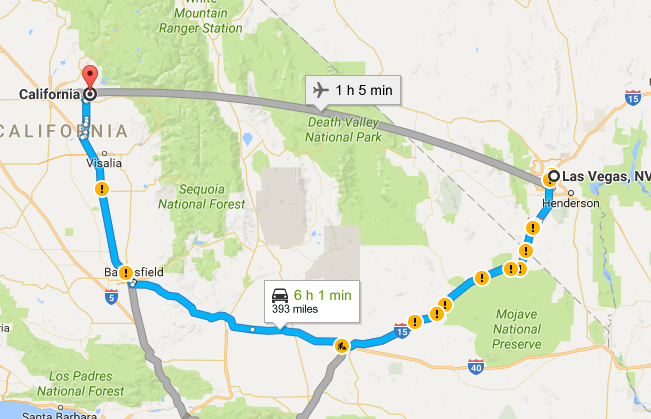 White
Mountain
Ranger Station
1 h 5 min
California
15
CALIFORNIA
Death Valley
National Park
Visalia
Las Vegas, NV
Sequoia
National Forest
Henderson
Bakersfield
5
6 h 1 min
393 miles
Mojave
National
Preserve
15
40
Los Padres
National Forest
Santa Barbara